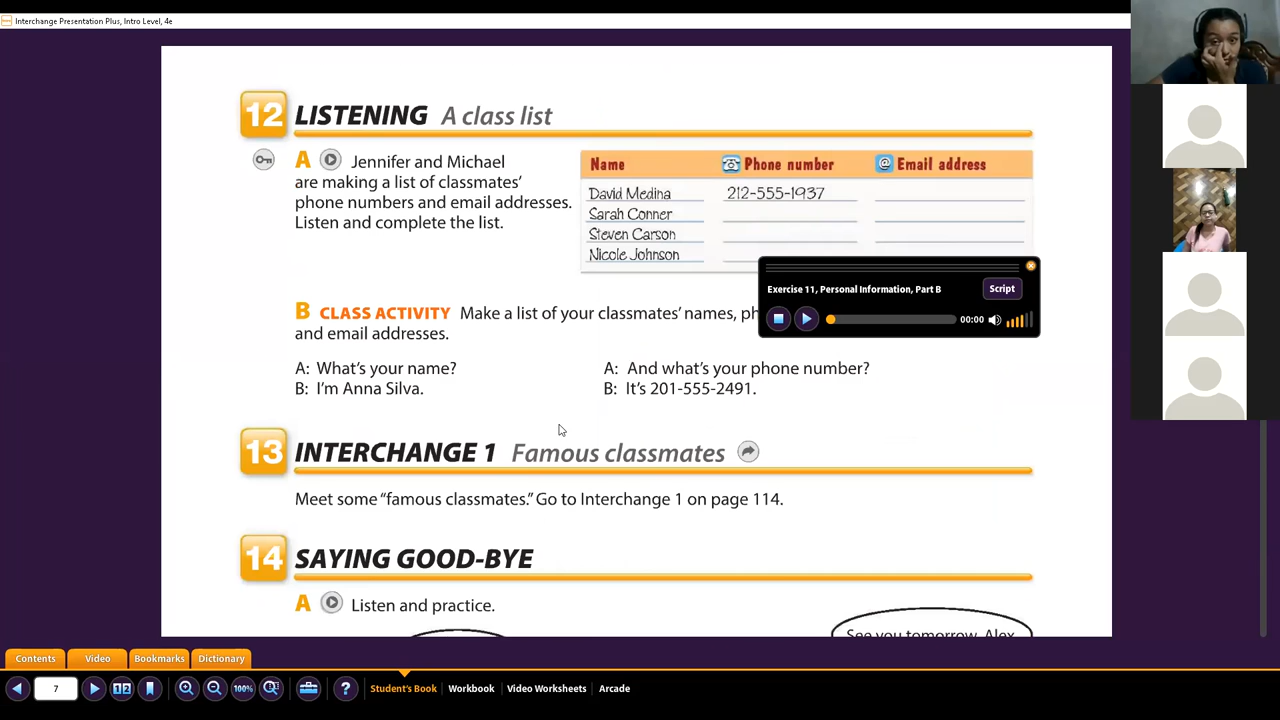 Interchange Presentation Plus, Intro Level, 4e
12 LISTENING A class list
A Jennifer and Michael
are making a list of classmates'
phone numbers and email addresses.
Listen and complete the list.
Name Phone number @ Email address
David Medina 212-555-1937
Sarah Conner
Steven Carson
Nicole Johnson
Exercise 11, Personal Information, Part B Script
00:00
B CLASS ACTIVITY Make a list of your classmates' names, ph
and email addresses.
A: What's your name?
B: I'm Anna Silva.
A: And what's your phone number?
B: It's 201-555-2491.
13 INTERCHANGE 1 Famous classmates
Meet some "famous classmates." Go to Interchange 1 on page 114.
14 SAYING GOOD-BYE
A Listen and practice.
See you tomorrow, Alex
Contents Video Bookmarks Dictionary
7 12 100% ? Student's Book Workbook Video Worksheets Arcade